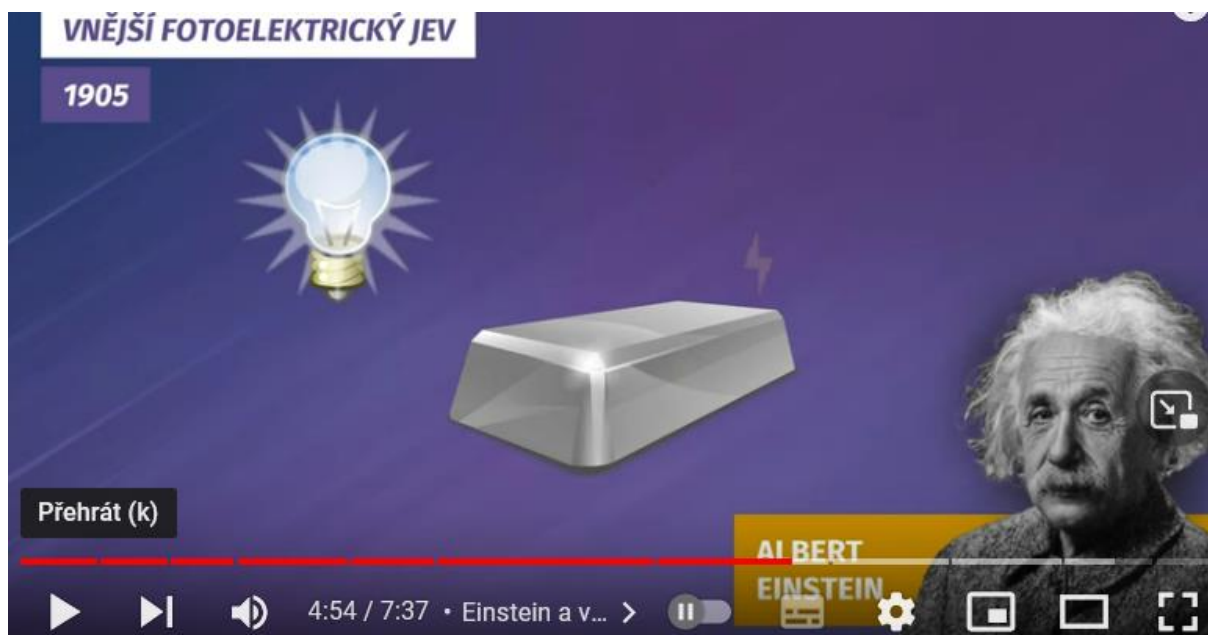 VNĚJŠÍ FOTOELEKTRICKÝ JEV
1905
Přehrát (k)
ALBERT
EINSTEIN
4:54 / 7:37 • Einstein a v... >